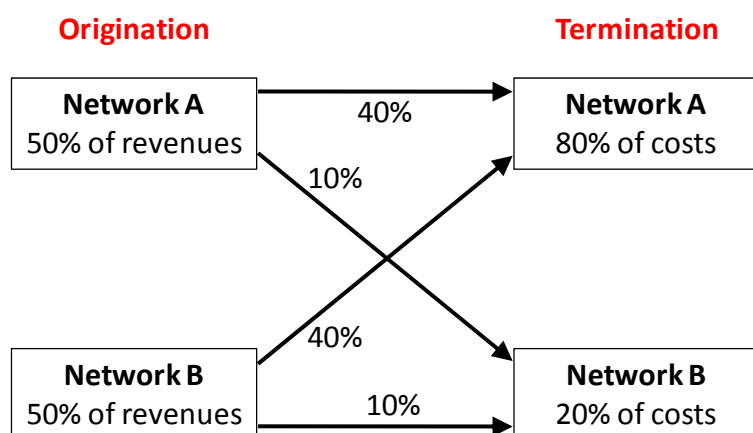 Origination
Termination
Network A
50% of revenues
40%
Network A
80% of costs
10%
40%
Network B
50% of revenues
10%
Network B
20% of costs